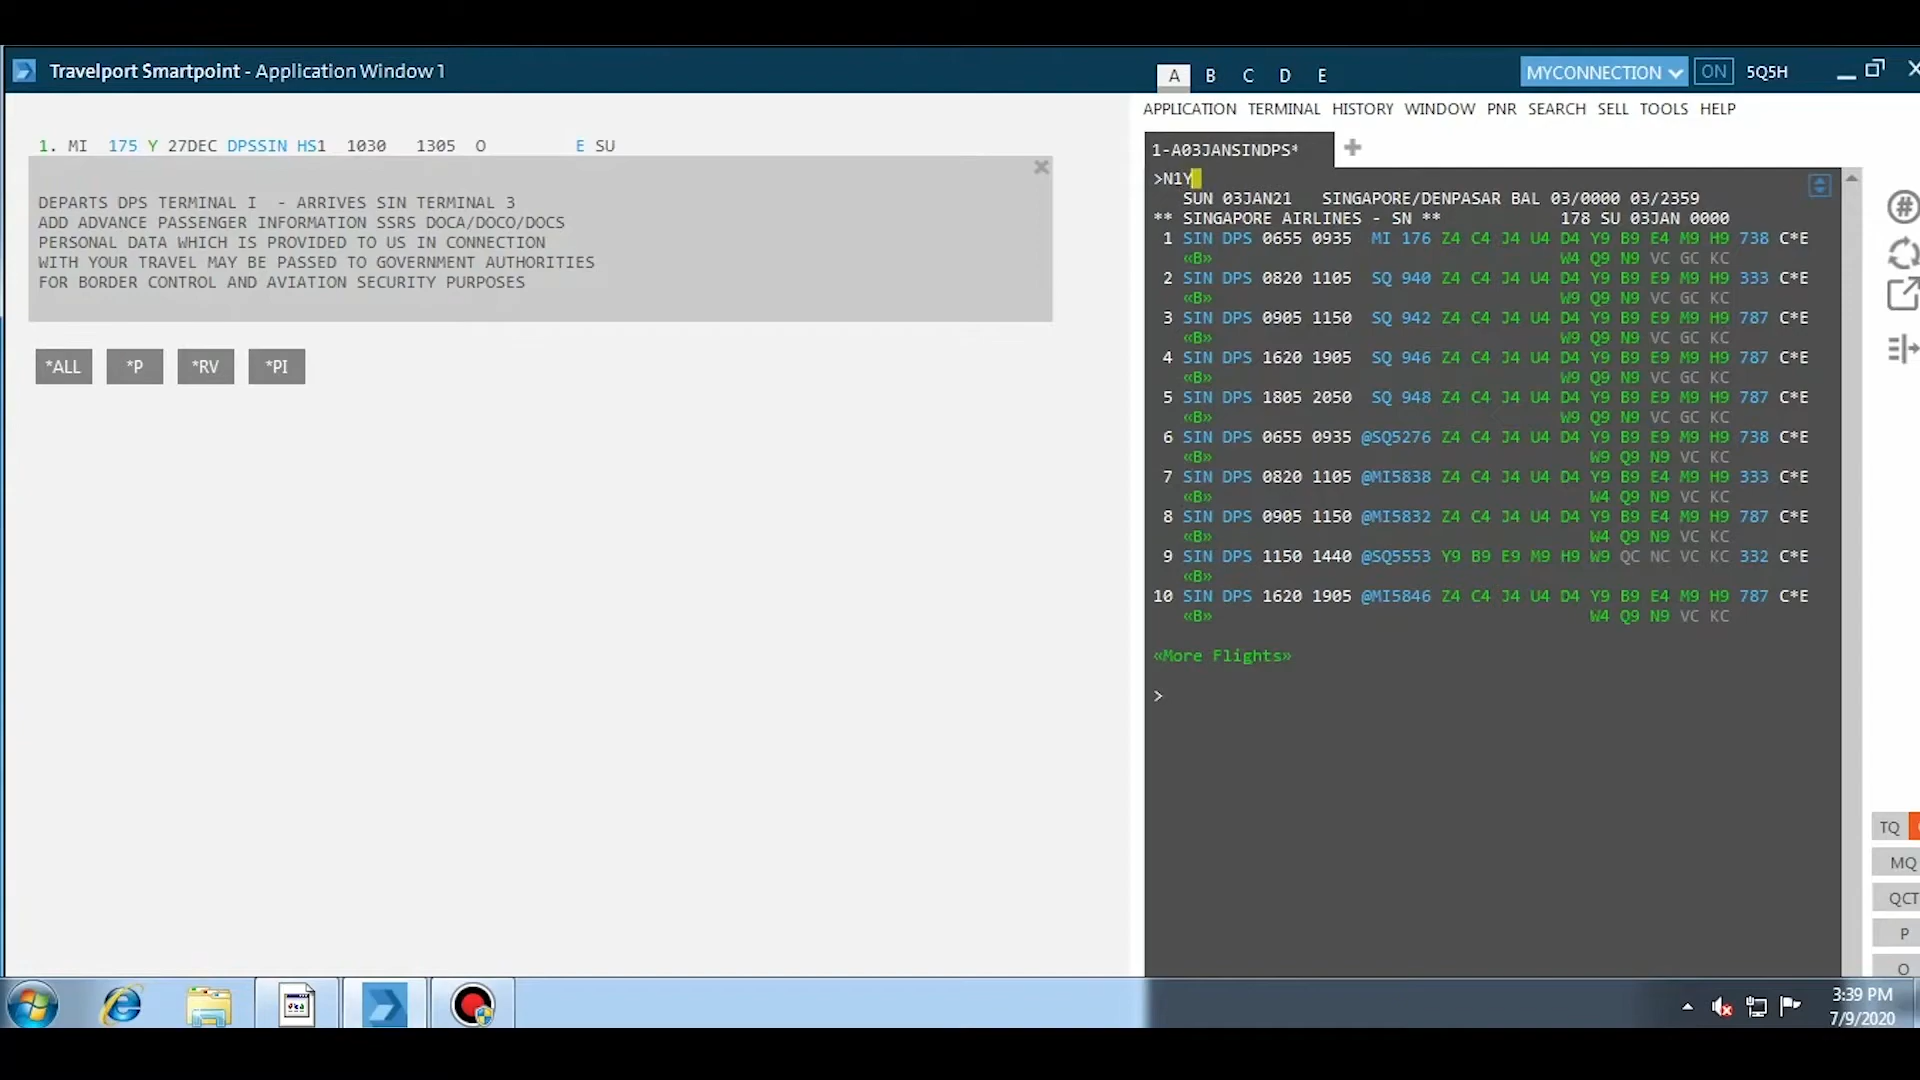 Travelport Smartpoint - Application Window 1
A B C D E
MYCONNECTION ON 5Q5H
APPLICATION TERMINAL HISTORY WINDOW PNR SEARCH SELL TOOLS HELP
1. MI 175 Y 27DEC DPSSIN HS1 1030 1305 O E SU
DEPARTS DPS TERMINAL I - ARRIVES SIN TERMINAL 3
ADD ADVANCE PASSENGER INFORMATION SSRS DOCA/DOCO/DOCS
PERSONAL DATA WHICH IS PROVIDED TO US IN CONNECTION
WITH YOUR TRAVEL MAY BE PASSED TO GOVERNMENT AUTHORITIES
FOR BORDER CONTROL AND AVIATION SECURITY PURPOSES
*ALL *P *RV *PI
1-A03JANSINDPS*
>N1Y
SUN 03JAN21 SINGAPORE/DENPASAR BAL 03/0000 03/2359
** SINGAPORE AIRLINES - SN ** 178 SU 03JAN 0000
1 SIN DPS 0655 0935 MI 176 Z4 C4 J4 U4 D4 Y9 B9 E4 M9 H9 738 C*E
«B» W4 Q9 N9 VC GC KC
2 SIN DPS 0820 1105 SQ 940 Z4 C4 J4 U4 D4 Y9 B9 E9 M9 H9 333 C*E
«B» W9 Q9 N9 VC GC KC
3 SIN DPS 0905 1150 SQ 942 Z4 C4 J4 U4 D4 Y9 B9 E9 M9 H9 787 C*E
«B» W9 Q9 N9 VC GC KC
4 SIN DPS 1620 1905 SQ 946 Z4 C4 J4 U4 D4 Y9 B9 E9 M9 H9 787 C*E
«B» W9 Q9 N9 VC GC KC
5 SIN DPS 1805 2050 SQ 948 Z4 C4 J4 U4 D4 Y9 B9 E9 M9 H9 787 C*E
«B» W9 Q9 N9 VC GC KC
6 SIN DPS 0655 0935 @SQ5276 Z4 C4 J4 U4 D4 Y9 B9 E9 M9 H9 738 C*E
«B» W9 Q9 N9 VC KC
7 SIN DPS 0820 1105 @MI5838 Z4 C4 J4 U4 D4 Y9 B9 E4 M9 H9 333 C*E
«B» W4 Q9 N9 VC KC
8 SIN DPS 0905 1150 @MI5832 Z4 C4 J4 U4 D4 Y9 B9 E4 M9 H9 787 C*E
«B» W4 Q9 N9 VC KC
9 SIN DPS 1150 1440 @SQ5553 Y9 B9 E9 M9 H9 W9 QC NC VC KC 332 C*E
«B»
10 SIN DPS 1620 1905 @MI5846 Z4 C4 J4 U4 D4 Y9 B9 E4 M9 H9 787 C*E
«B» W4 Q9 N9 VC KC
«More Flights»
>
TQ
MQ
QCT
P
O
3:39 PM
7/9/2020